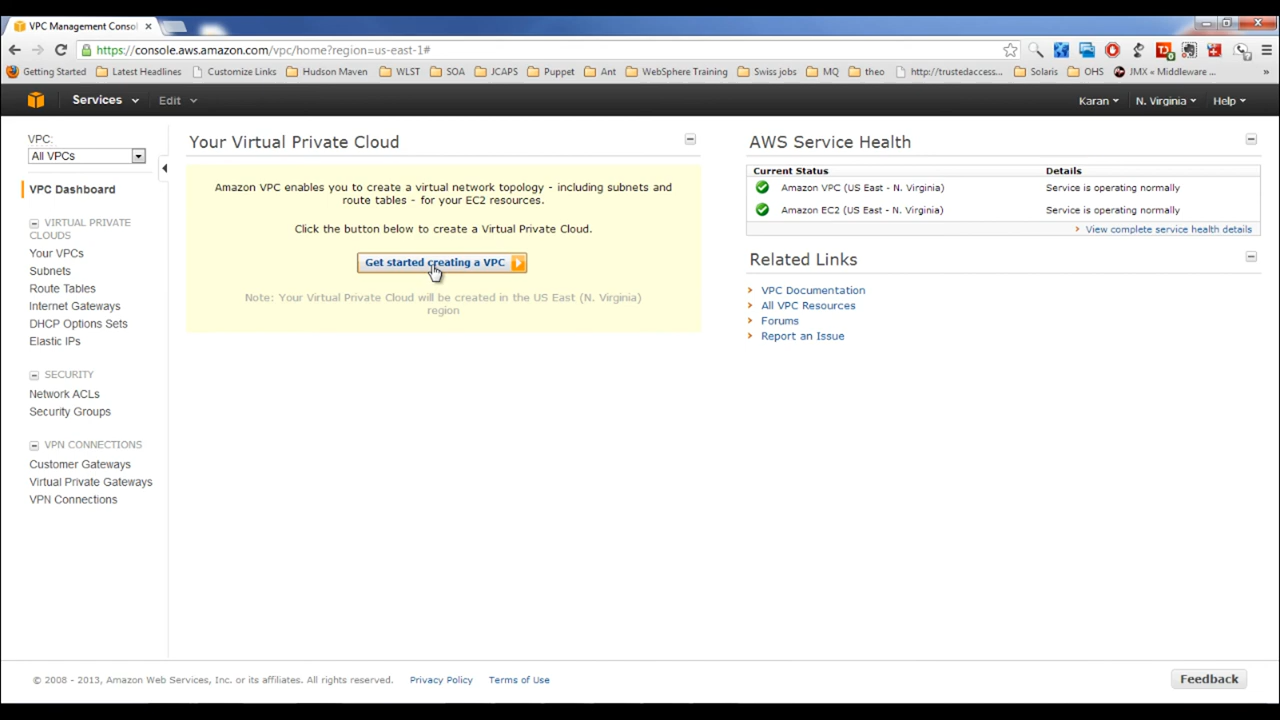 VPC Management Consol
https://console.aws.amazon.com/vpc/home?region=us-east-1#
Getting Started Latest Headlines Customize Links Hudson Maven WLST SOA JCAPS Puppet Ant WebSphere Training Swiss jobs MQ theo http://trustedaccess... Solaris OHS JMX « Middleware ... »
Services Edit Karan N. Virginia Help
VPC:
All VPCs
VPC Dashboard
VIRTUAL PRIVATE
CLOUDS
Your VPCs
Subnets
Route Tables
Internet Gateways
DHCP Options Sets
Elastic IPs
SECURITY
Network ACLs
Security Groups
VPN CONNECTIONS
Customer Gateways
Virtual Private Gateways
VPN Connections
Your Virtual Private Cloud
Amazon VPC enables you to create a virtual network topology - including subnets and
route tables - for your EC2 resources.
Click the button below to create a Virtual Private Cloud.
Get started creating a VPC
Note: Your Virtual Private Cloud will be created in the US East (N. Virginia)
region
AWS Service Health
Current Status Details
Amazon VPC (US East - N. Virginia) Service is operating normally
Amazon EC2 (US East - N. Virginia) Service is operating normally
View complete service health details
Related Links
VPC Documentation
All VPC Resources
Forums
Report an Issue
© 2008 - 2013, Amazon Web Services, Inc. or its affiliates. All rights reserved. Privacy Policy Terms of Use
Feedback